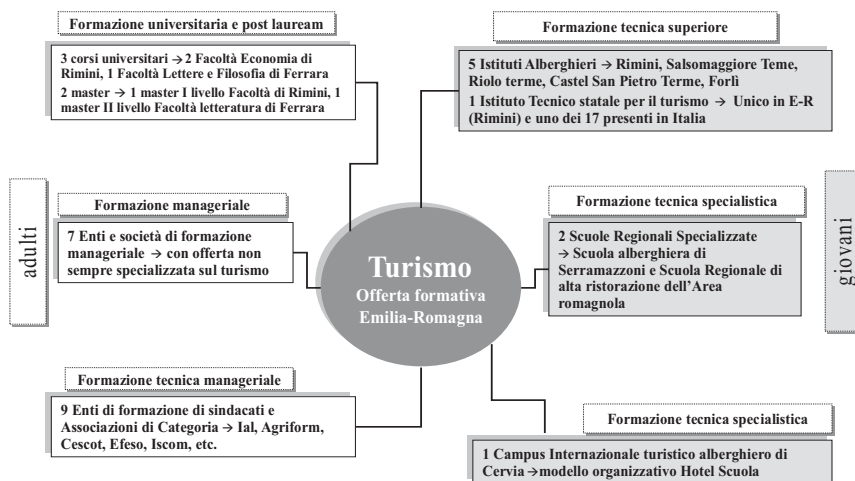 Formazione universitaria e post lauream
3 corsi universitari → 2 Facoltà Economia di
Rimini, 1 Facoltà Lettere e Filosofia di Ferrara
2 master → 1 master I livello Facoltà di Rimini, 1
master II livello Facoltà letteratura di Ferrara
Formazione tecnica superiore
5 Istituti Alberghieri → Rimini, Salsomaggiore Teme,
Riolo terme, Castel San Pietro Terme, Forlì
1 Istituto Tecnico statale per il turismo → Unico in E-R
(Rimini) e uno dei 17 presenti in Italia
adulti
Formazione manageriale
7 Enti e società di formazione
manageriale → con offerta non
sempre specializzata sul turismo
Turismo
Offerta formativa
Emilia-Romagna
Formazione tecnica specialistica
2 Scuole Regionali Specializzate
→ Scuola alberghiera di
Serramazzoni e Scuola Regionale di
alta ristorazione dell'Area
romagnola
giovani
Formazione tecnica manageriale
9 Enti di formazione di sindacati e
Associazioni di Categoria → Ial, Agriform,
Cescot, Efeso, Iscom, etc.
Formazione tecnica specialistica
1 Campus Internazionale turistico alberghiero di
Cervia → modello organizzativo Hotel Scuola